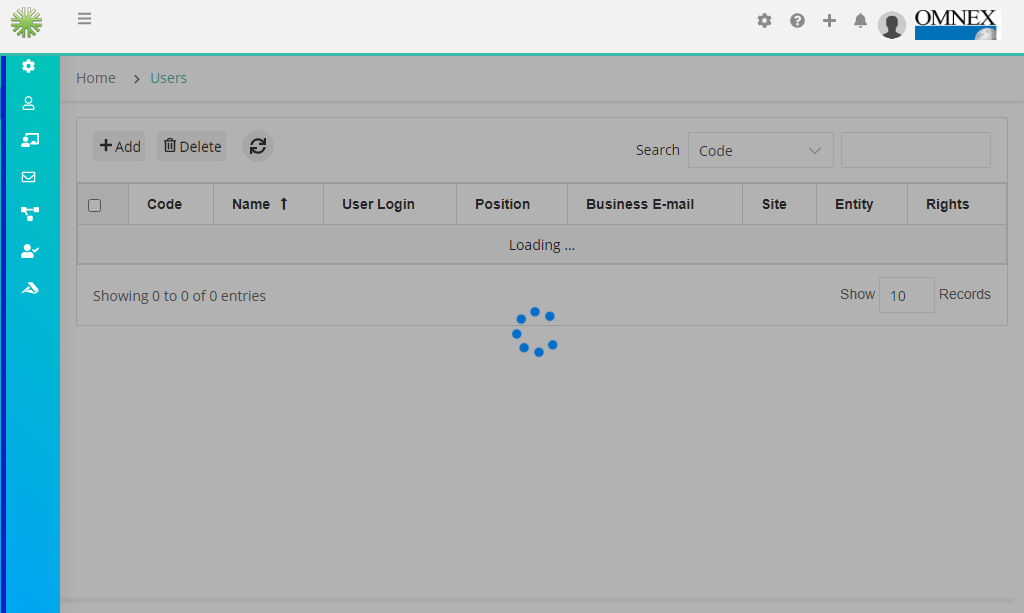 OMNEX
Home > Users
Add Delete Search Code
Code Name ↑ User Login Position Business E-mail Site Entity Rights
Loading ...
Showing 0 to 0 of 0 entries Show 10 Records